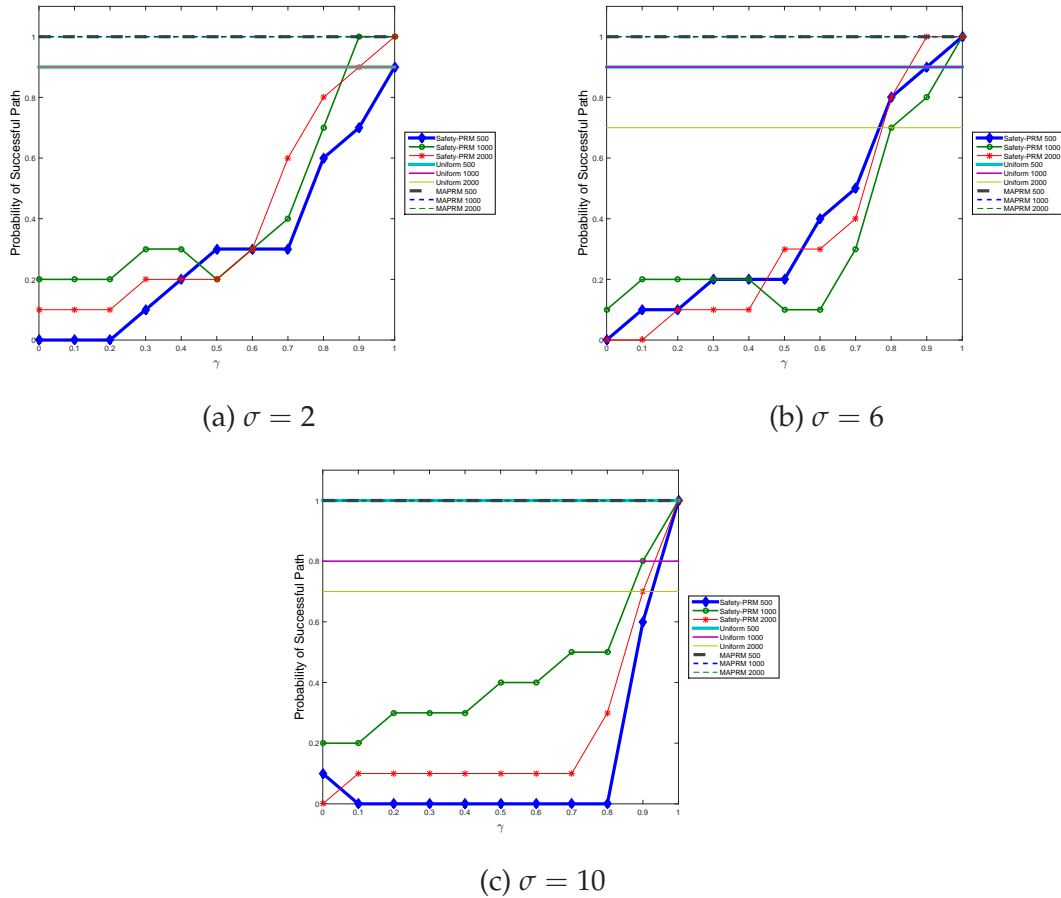 1
0.8
0.6
0.4
0.2
0
Probability of Successful Path
0 0.1 0.2 0.3 0.4 0.5 0.6 0.7 0.8 0.9 1
γ
Safety-PRM 500
Safety-PRM 1000
Safety-PRM 2000
Uniform 500
Uniform 1000
Uniform 2000
MAPRM 500
MAPRM 1000
MAPRM 2000
(a) σ = 2
1
0.8
0.6
0.4
0.2
0
Probability of Successful Path
0 0.1 0.2 0.3 0.4 0.5 0.6 0.7 0.8 0.9 1
γ
Safety-PRM 500
Safety-PRM 1000
Safety-PRM 2000
Uniform 500
Uniform 1000
Uniform 2000
MAPRM 500
MAPRM 1000
MAPRM 2000
(b) σ = 6
1
0.8
0.6
0.4
0.2
0
Probability of Successful Path
0 0.1 0.2 0.3 0.4 0.5 0.6 0.7 0.8 0.9 1
γ
Safety-PRM 500
Safety-PRM 1000
Safety-PRM 2000
Uniform 500
Uniform 1000
Uniform 2000
MAPRM 500
MAPRM 1000
MAPRM 2000
(c) σ = 10